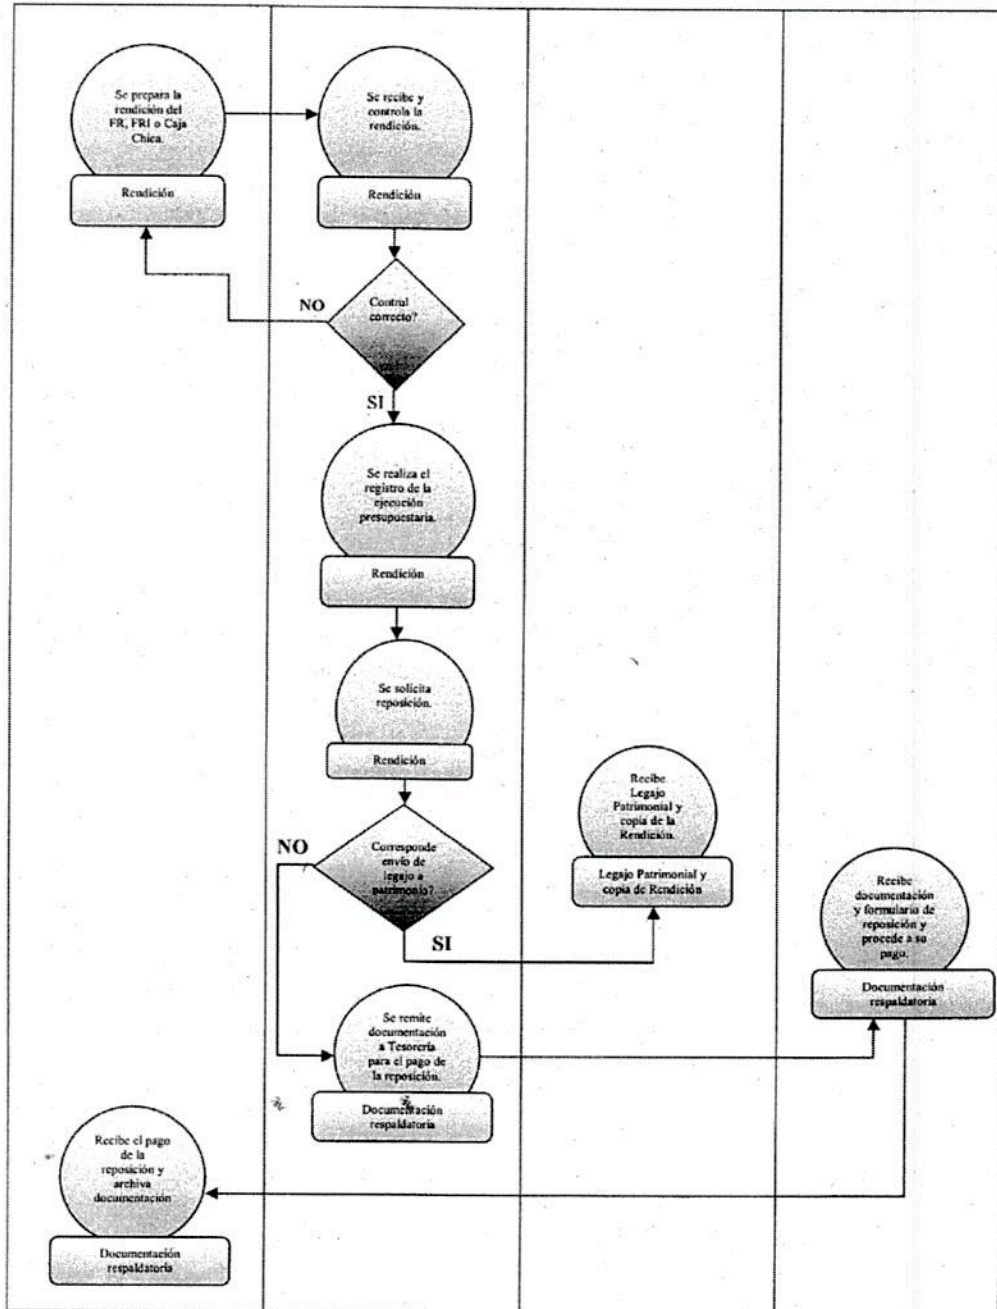 Se prepara la
rendición del
FR, FRI o Caja
Chica.
Rendición
Se recibe y
controla la
rendición.
Rendición
NO
Control
correcto?
SI
Se realiza el
registro de la
ejecución
presupuestaria.
Rendición
Se solicita
reposición.
Rendición
NO
Corresponde
envío de
legajo a
patrimonio?
SI
Recibe
Legajo
Patrimonial y
copia de la
Rendición.
Legajo Patrimonial y
copia de Rendición
Recibe
documentación
y formulario de
reposición y
procede a su
pago.
Documentación
respaldatoria
Se remite
documentación
a Tesorería
para el pago de
la reposición.
Documentación
respaldatoria
Recibe el pago
de la
reposición y
archiva
documentación
Documentación
respaldatoria